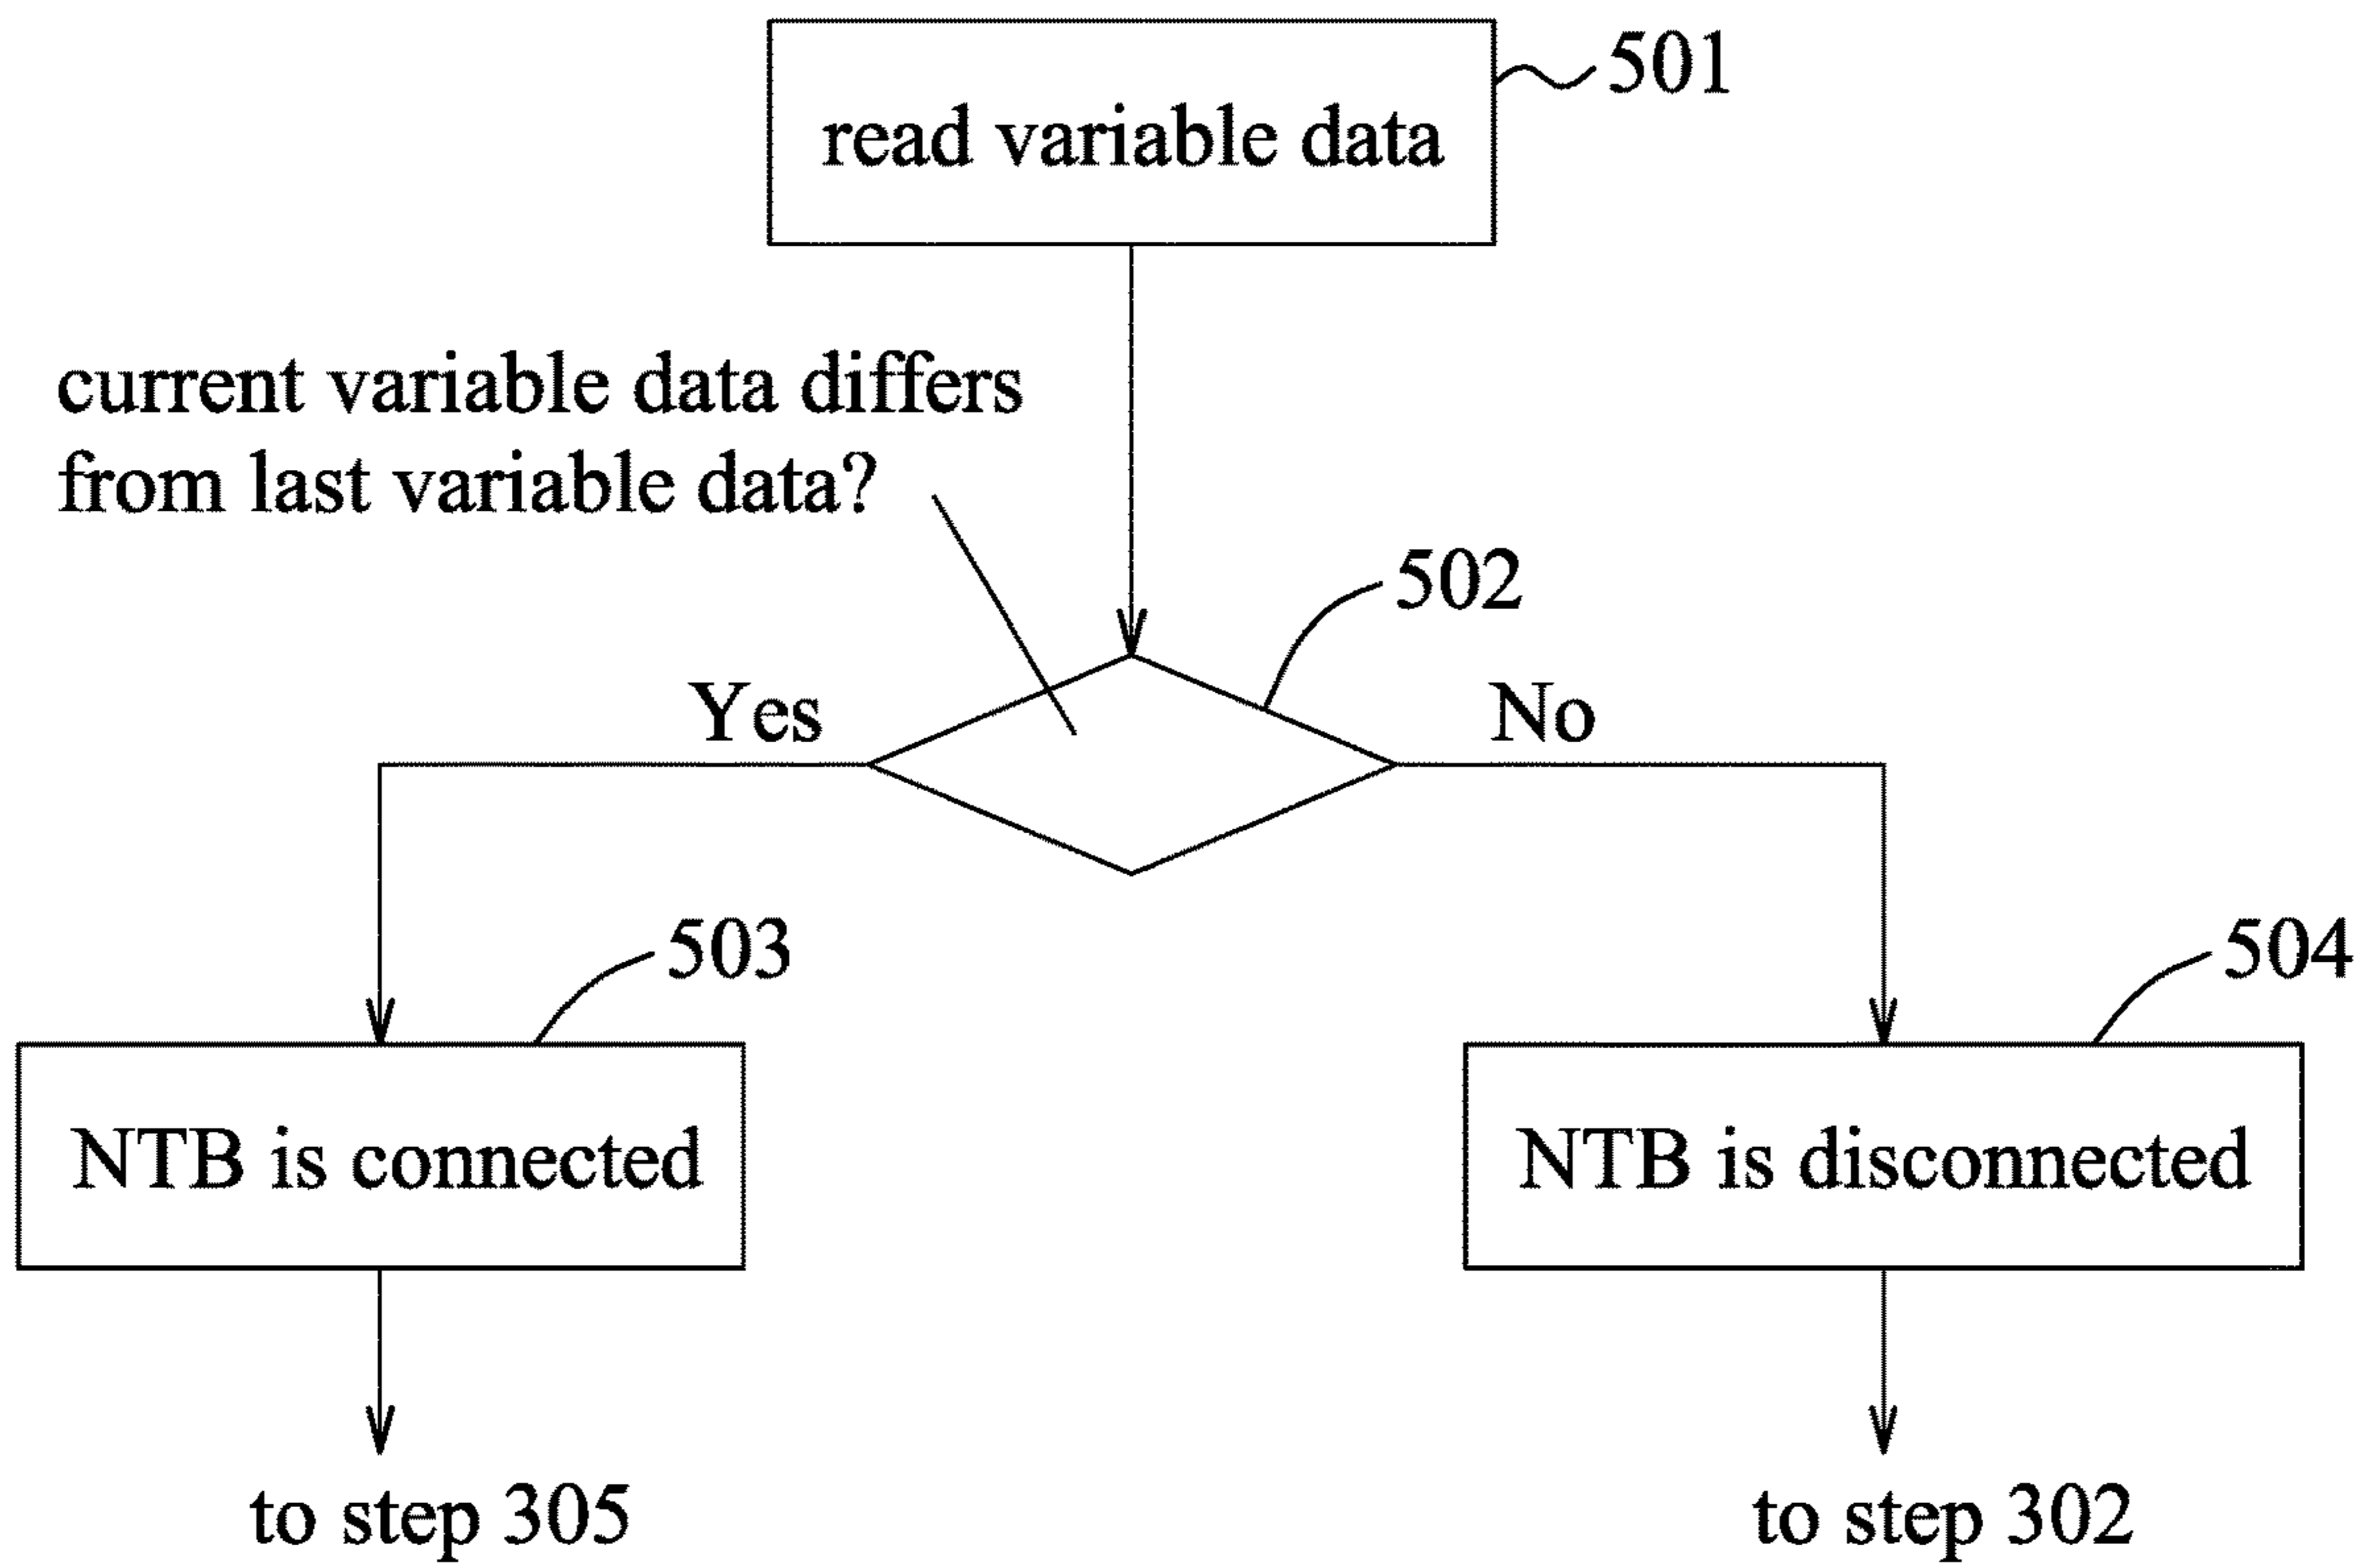 501
read variable data
current variable data differs
from last variable data?
502
Yes
No
503
504
NTB is connected
NTB is disconnected
to step 305
to step 302